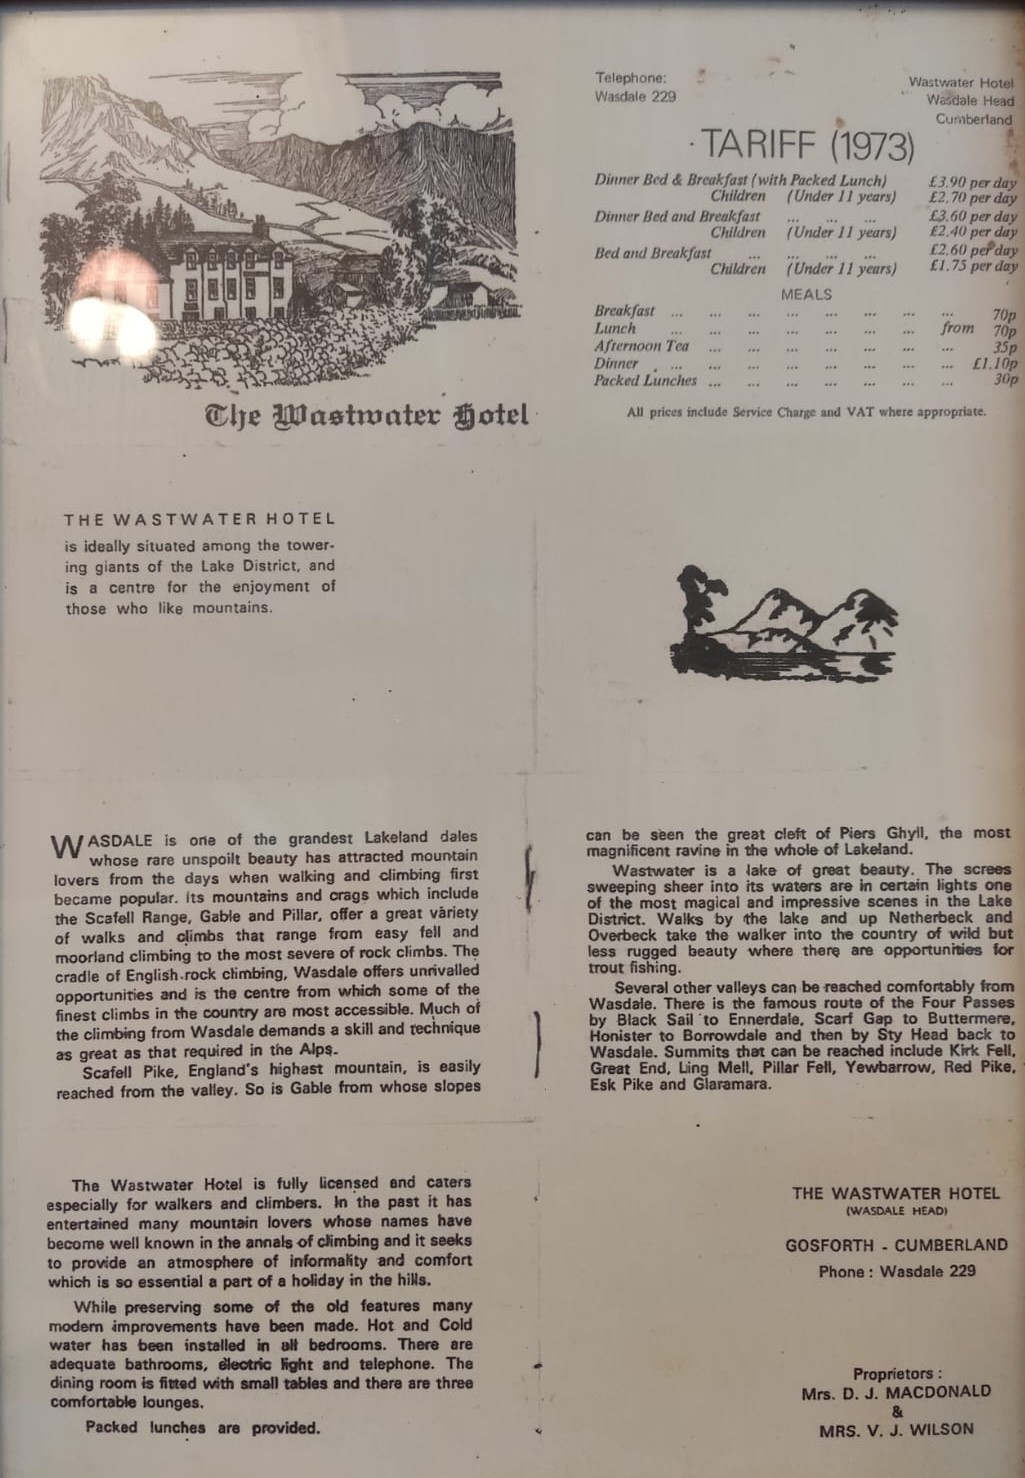 The Wastwater Hotel
Telephone:
Wasdale 229
Wastwater Hotel
Wasdale Head
Cumberland
TARIFF (1973)
Dinner Bed & Breakfast (with Packed Lunch) £3.90 per day
Children (Under 11 years) £2.70 per day
Dinner Bed and Breakfast ... ... ... £3.60 per day
Children (Under 11 years) £2.40 per day
Bed and Breakfast ... ... ... ... £2.60 per day
Children (Under 11 years) £1.75 per day
MEALS
Breakfast ... ... ... ... ... ... ... ... 70p
Lunch ... ... ... ... ... ... ... from 70p
Afternoon Tea ... ... ... ... ... ... ... 35p
Dinner ... ... ... ... ... ... ... ... £1.10p
Packed Lunches ... ... ... ... ... ... ... 30p
All prices include Service Charge and VAT where appropriate.
THE WASTWATER HOTEL
is ideally situated among the tower-
ing giants of the Lake District, and
is a centre for the enjoyment of
those who like mountains.
WASDALE is one of the grandest Lakeland dales
whose rare unspoilt beauty has attracted mountain
lovers from the days when walking and climbing first
became popular. Its mountains and crags which include
the Scafell Range, Gable and Pillar, offer a great variety
of walks and climbs that range from easy fell and
moorland climbing to the most severe of rock climbs. The
cradle of English rock climbing, Wasdale offers unrivalled
opportunities and is the centre from which some of the
finest climbs in the country are most accessible. Much of
the climbing from Wasdale demands a skill and technique
as great as that required in the Alps.
Scafell Pike, England's highest mountain, is easily
reached from the valley. So is Gable from whose slopes
can be seen the great cleft of Piers Ghyll, the most
magnificent ravine in the whole of Lakeland.
Wastwater is a lake of great beauty. The screes
sweeping sheer into its waters are in certain lights one
of the most magical and impressive scenes in the Lake
District. Walks by the lake and up Netherbeck and
Overbeck take the walker into the country of wild but
less rugged beauty where there are opportunities for
trout fishing.
Several other valleys can be reached comfortably from
Wasdale. There is the famous route of the Four Passes
by Black Sail to Ennerdale, Scarf Gap to Buttermere,
Honister to Borrowdale and then by Sty Head back to
Wasdale. Summits that can be reached include Kirk Fell,
Great End, Ling Mell, Pillar Fell, Yewbarrow, Red Pike,
Esk Pike and Glaramara.
The Wastwater Hotel is fully licensed and caters
especially for walkers and climbers. In the past it has
entertained many mountain lovers whose names have
become well known in the annals of climbing and it seeks
to provide an atmosphere of informality and comfort
which is so essential a part of a holiday in the hills.
While preserving some of the old features many
modern improvements have been made. Hot and Cold
water has been installed in all bedrooms. There are
adequate bathrooms, electric light and telephone. The
dining room is fitted with small tables and there are three
comfortable lounges.
Packed lunches are provided.
THE WASTWATER HOTEL
(WASDALE HEAD)
GOSFORTH - CUMBERLAND
Phone : Wasdale 229
Proprietors :
Mrs. D. J. MACDONALD
&
MRS. V. J. WILSON